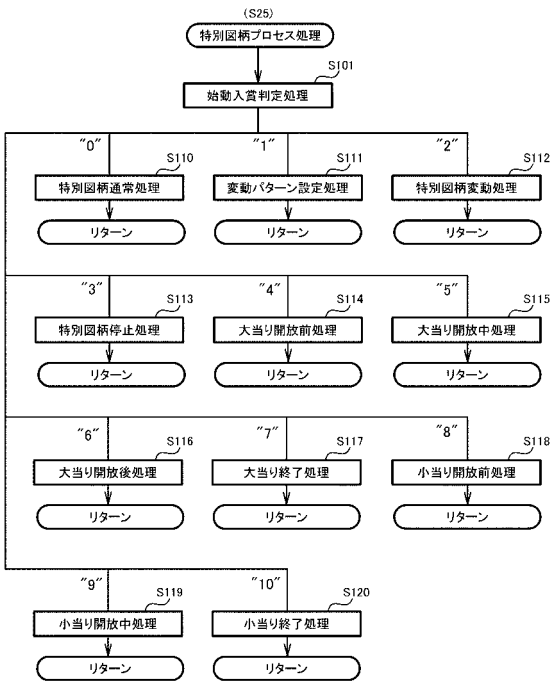 (S25)
特別図柄プロセス処理
S101
始動入賞判定処理
"0"
S110
特別図柄通常処理
リターン
"1"
S111
変動パターン設定処理
リターン
"2"
S112
特別図柄変動処理
リターン
"3"
S113
特別図柄停止処理
リターン
"4"
S114
大当り開放前処理
リターン
"5"
S115
大当り開放中処理
リターン
"6"
S116
大当り開放後処理
リターン
"7"
S117
大当り終了処理
リターン
"8"
S118
小当り開放前処理
リターン
"9"
S119
小当り開放中処理
リターン
"10"
S120
小当り終了処理
リターン